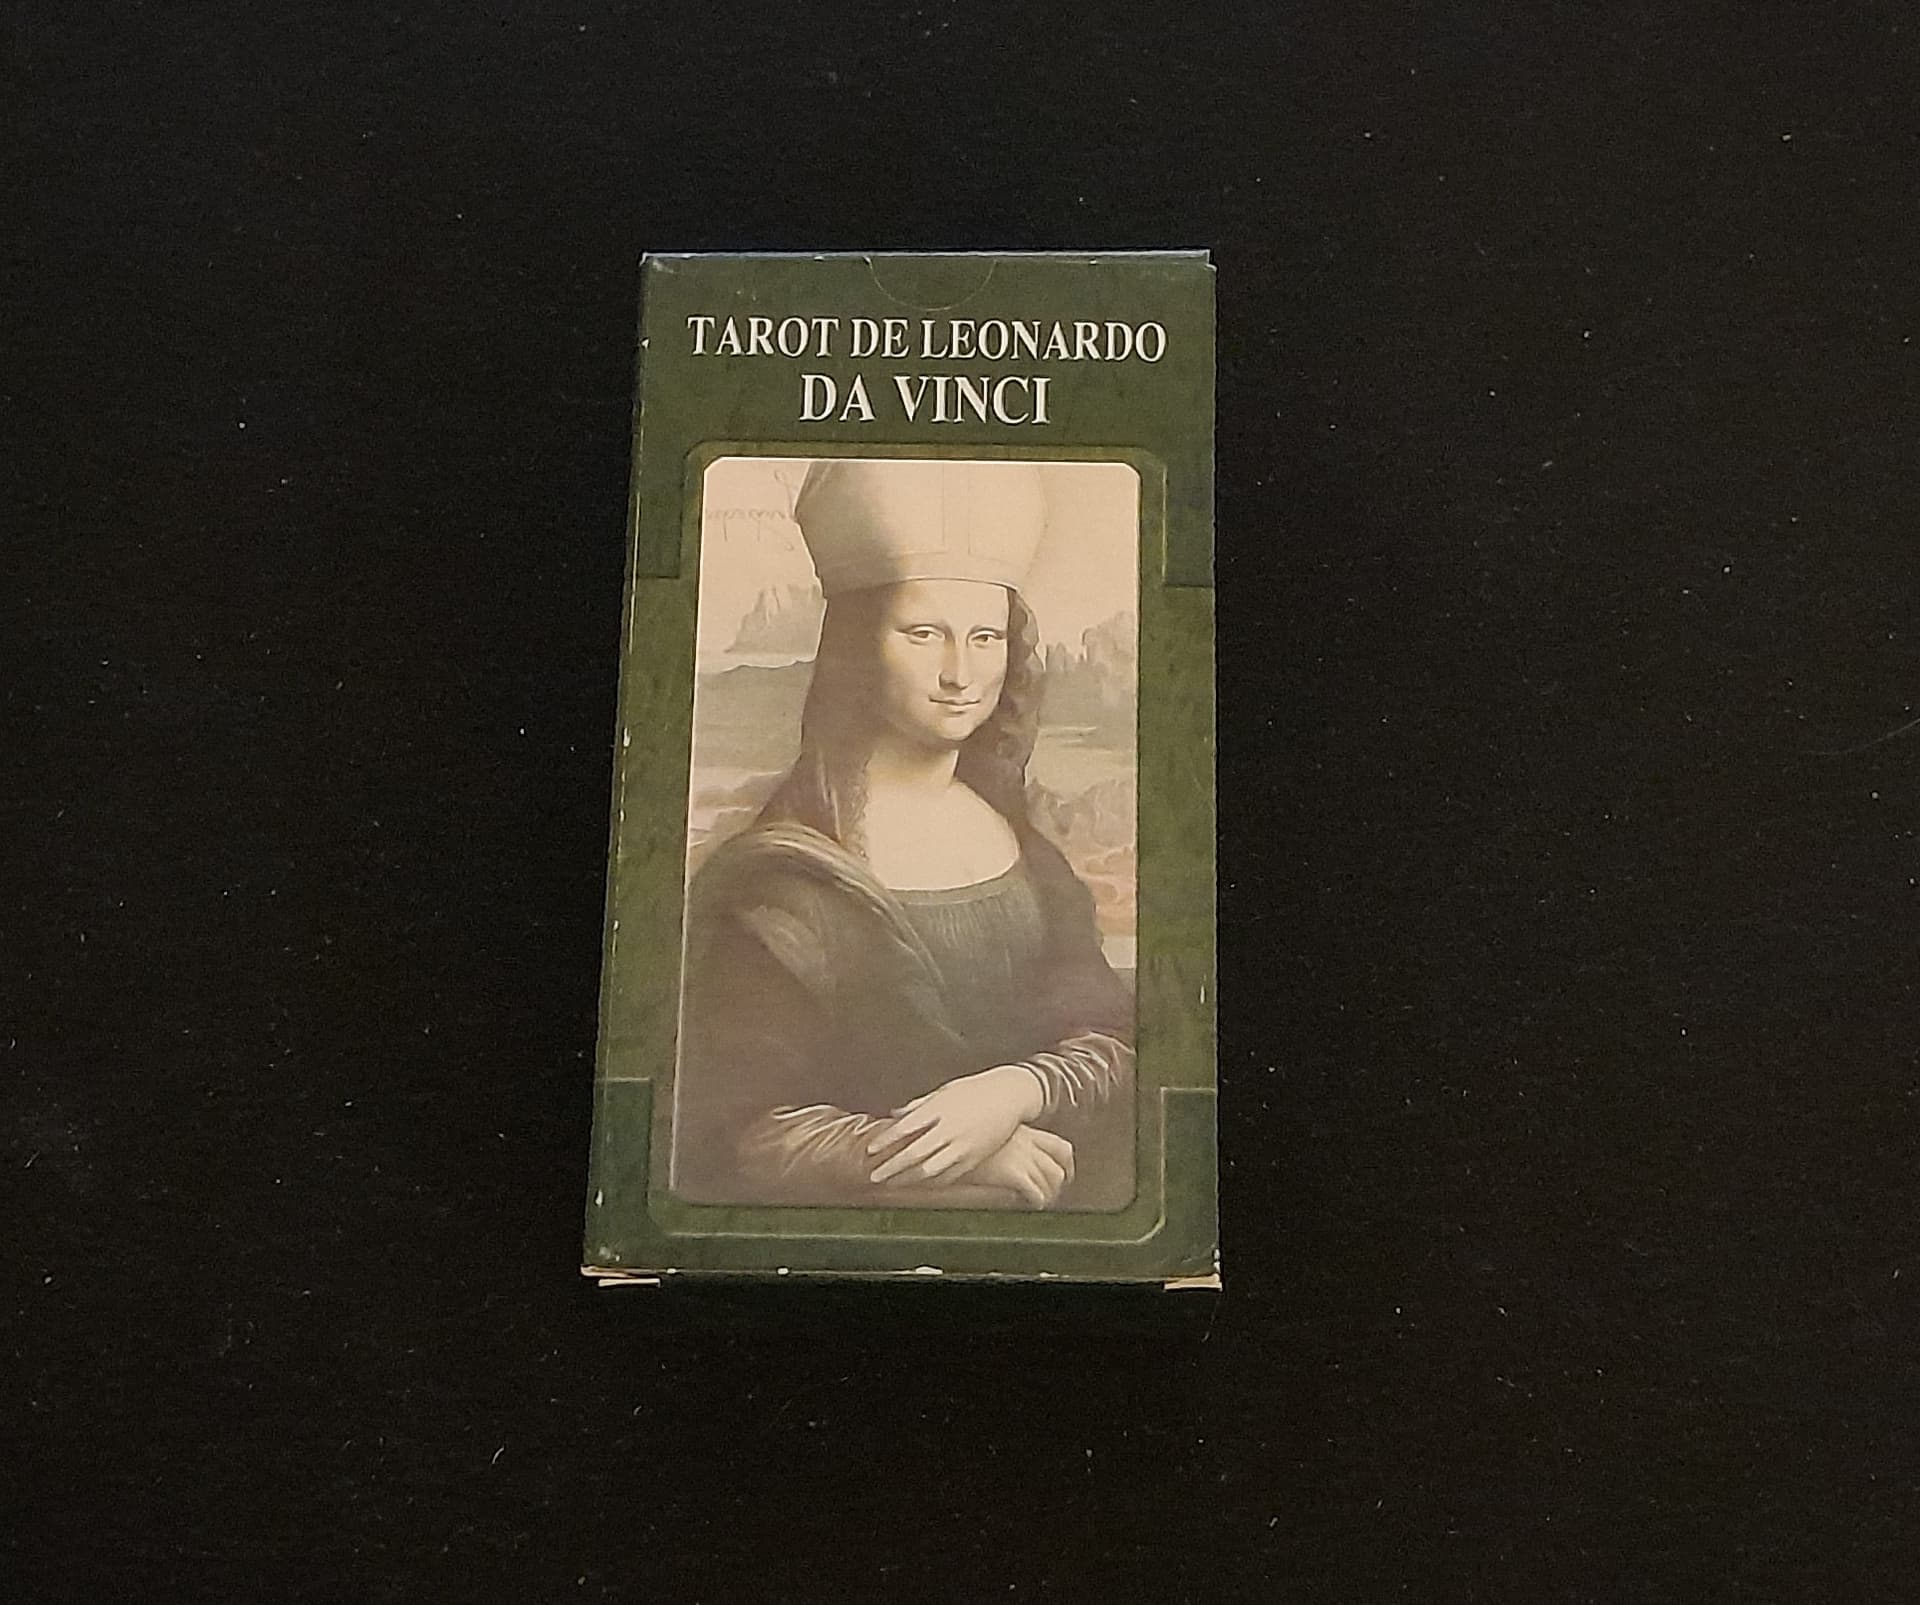 TAROT DE LEONARDO
DA VINCI